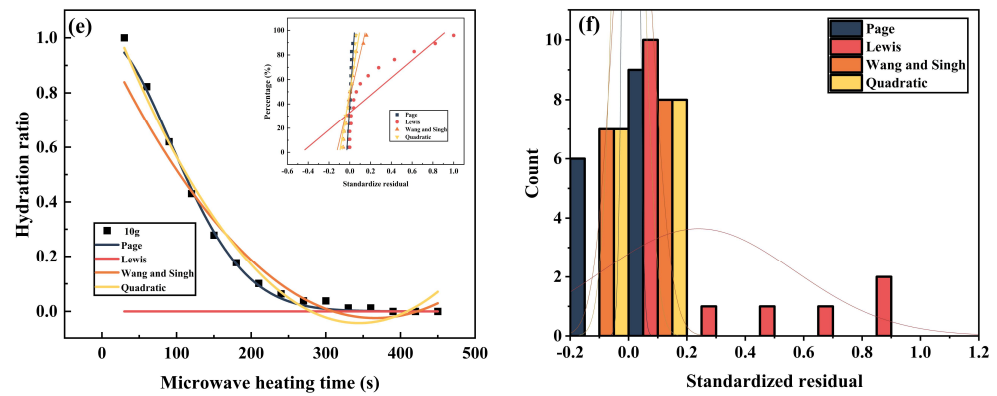 (e)
1.0
0.8
0.6
0.4
0.2
0.0
Hydration ratio
0
100
200
300
400
500
Microwave heating time (s)
10g
Page
Lewis
Wang and Singh
Quadratic
100
80
60
40
20
0
Percentage (%)
-0.6
-0.4
-0.2
0.0
0.2
0.4
0.6
0.8
1.0
Standardize residual
Page
Lewis
Wang and Singh
Quadratic
(f)
10
8
6
4
2
0
Count
-0.2
0.0
0.2
0.4
0.6
0.8
1.0
1.2
Standardized residual
Page
Lewis
Wang and Singh
Quadratic